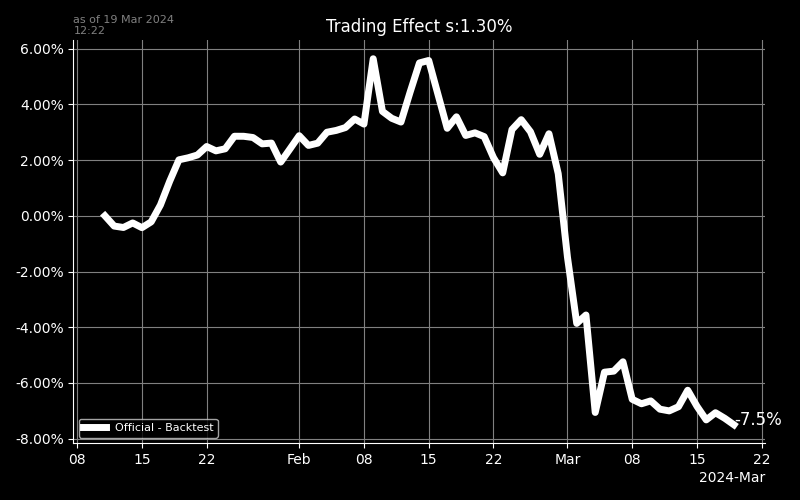 as of 19 Mar 2024
12:22
Trading Effect s:1.30%
6.00%
4.00%
2.00%
0.00%
-2.00%
-4.00%
-6.00%
-8.00%
-7.5%
Official - Backtest
08 15 22 Feb 08 15 22 Mar 08 15 22
2024-Mar